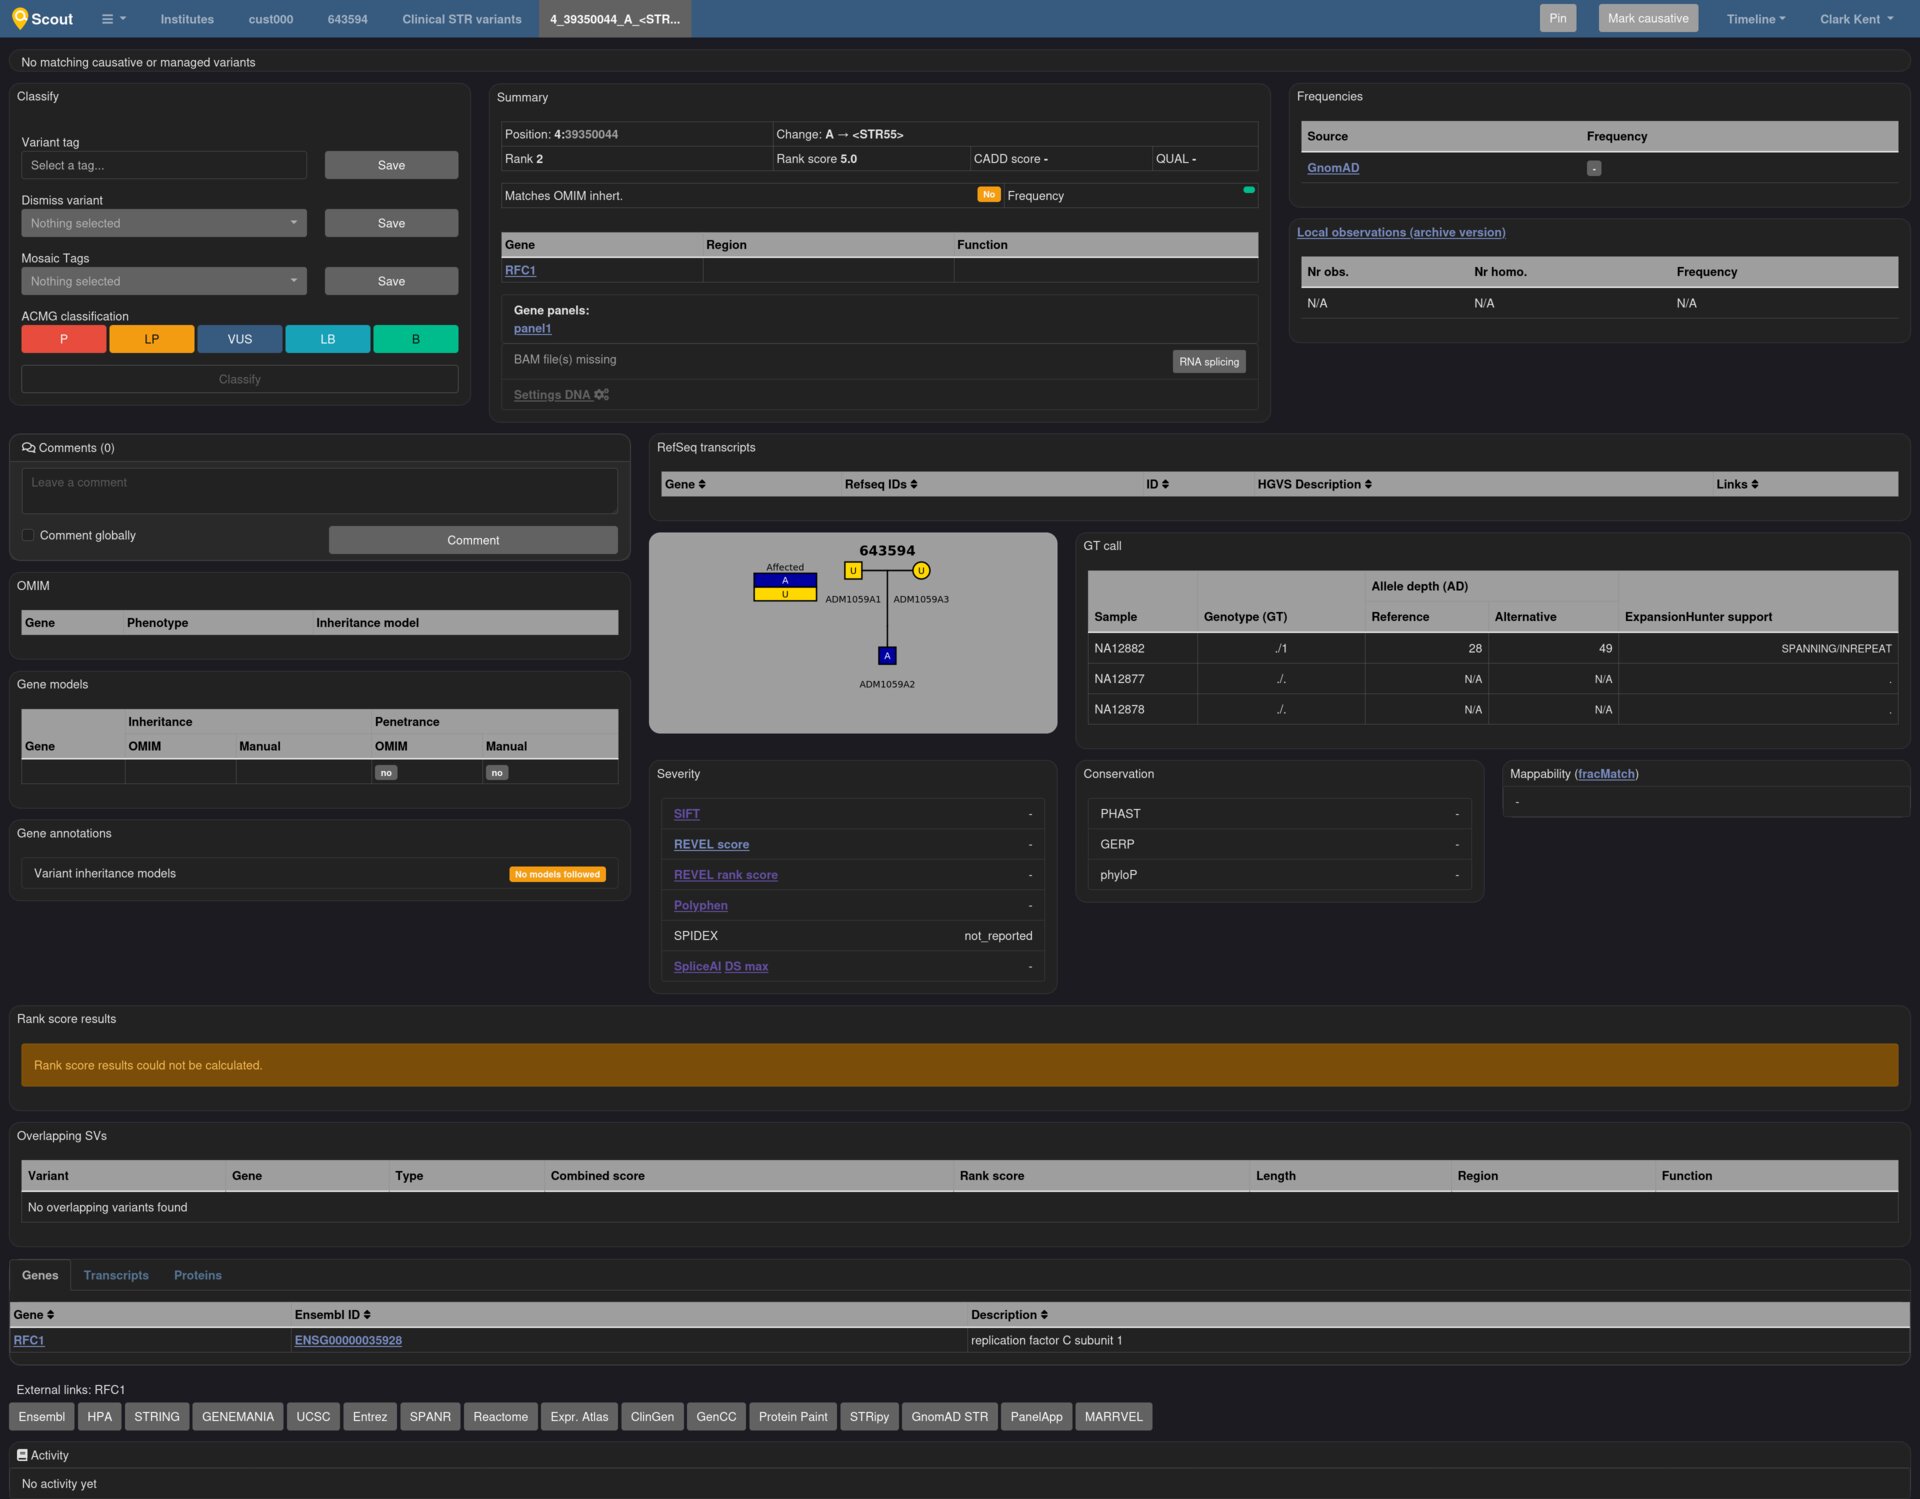 Scout Institutes cust000 643594 Clinical STR variants 4_39350044_A_<STR... Pin Mark causative Timeline Clark Kent
No matching causative or managed variants
Classify
Variant tag
Select a tag... Save
Dismiss variant
Nothing selected Save
Mosaic Tags
Nothing selected Save
ACMG classification
P LP VUS LB B
Classify
Summary
Position: 4:39350044 Change: A → <STR55>
Rank 2 Rank score 5.0 CADD score - QUAL -
Matches OMIM inhert. No Frequency
Gene Region Function
RFC1
Gene panels:
panel1
BAM file(s) missing RNA splicing
Settings DNA
Frequencies
Source Frequency
GnomAD -
Local observations (archive version)
Nr obs. Nr homo. Frequency
N/A N/A N/A
Comments (0)
Leave a comment
Comment globally Comment
OMIM
Gene Phenotype Inheritance model
Gene models
Inheritance Penetrance
Gene OMIM Manual OMIM Manual
no no
Gene annotations
Variant inheritance models No models followed
RefSeq transcripts
Gene Refseq IDs ID HGVS Description Links
643594
Affected
A
U
U U
ADM1059A1 ADM1059A3
A
ADM1059A2
GT call
Allele depth (AD)
Sample Genotype (GT) Reference Alternative ExpansionHunter support
NA12882 ./1 28 49 SPANNING/INREPEAT
NA12877 ./. N/A N/A .
NA12878 ./. N/A N/A .
Severity
SIFT -
REVEL score -
REVEL rank score -
Polyphen -
SPIDEX not_reported
SpliceAI DS max -
Conservation
PHAST -
GERP -
phyloP -
Mappability (fracMatch)
-
Rank score results
Rank score results could not be calculated.
Overlapping SVs
Variant Gene Type Combined score Rank score Length Region Function
No overlapping variants found
Genes Transcripts Proteins
Gene Ensembl ID Description
RFC1 ENSG00000035928 replication factor C subunit 1
External links: RFC1
Ensembl HPA STRING GENEMANIA UCSC Entrez SPANR Reactome Expr. Atlas ClinGen GenCC Protein Paint STRipy GnomAD STR PanelApp MARRVEL
Activity
No activity yet